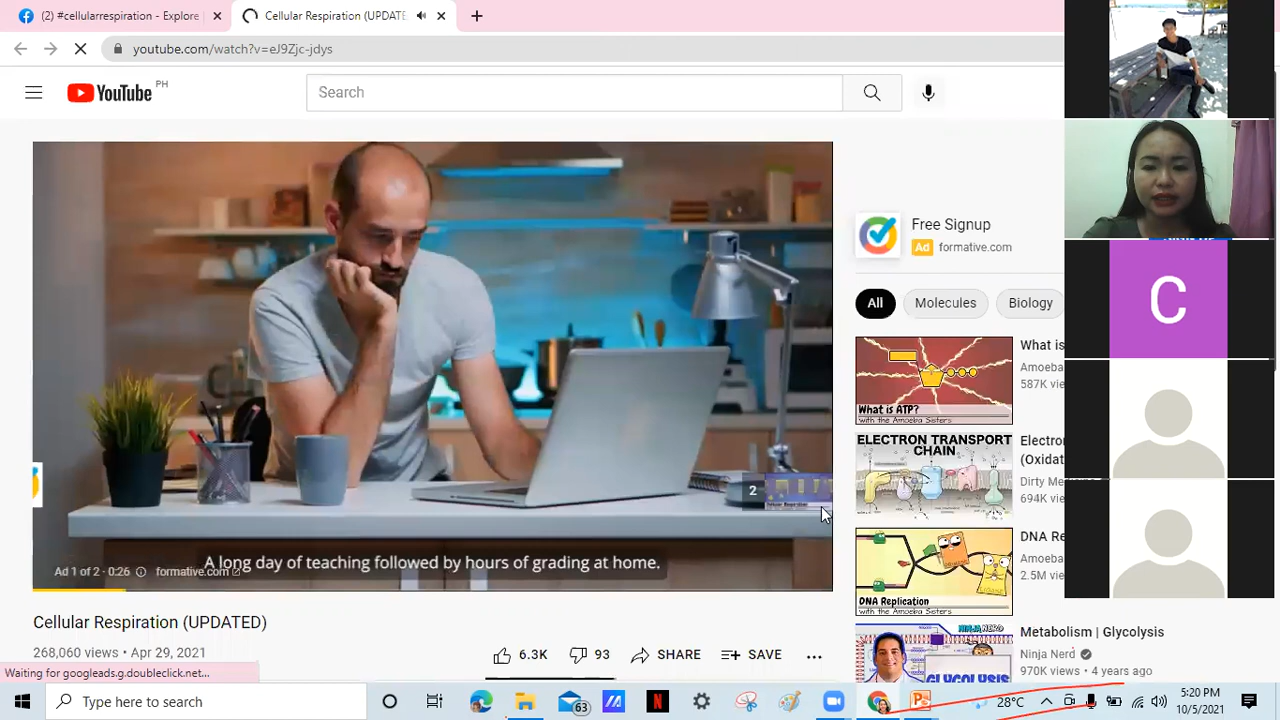 (2) #cellularrespiration - Explore
Cellular Respiration (UPDATE
youtube.com/watch?v=eJ9Zjc-jdys
YouTube PH
Search
Free Signup
Ad formative.com
All
Molecules
Biology
What is
Amoeba
587K vie
What is ATP?
with the Amoeba Sisters
C
2
ELECTRON TRANSPORT
CHAIN
Electron
(Oxidat
Dirty Me
694K vie
A long day of teaching followed by hours of grading at home.
Ad 1 of 2 · 0:26
formative.com
DNA Re
Amoeba
2.5M vie
DNA Replication
with the Amoeba Sisters
Cellular Respiration (UPDATED)
268,060 views • Apr 29, 2021
6.3K
93
SHARE
SAVE
NINJA NERD
GLYCOLYSIS
Metabolism | Glycolysis
Ninja Nerd
970K views • 4 years ago
Waiting for googleads.g.doubleclick.net...
Type here to search
63
28°C
5:20 PM
10/5/2021